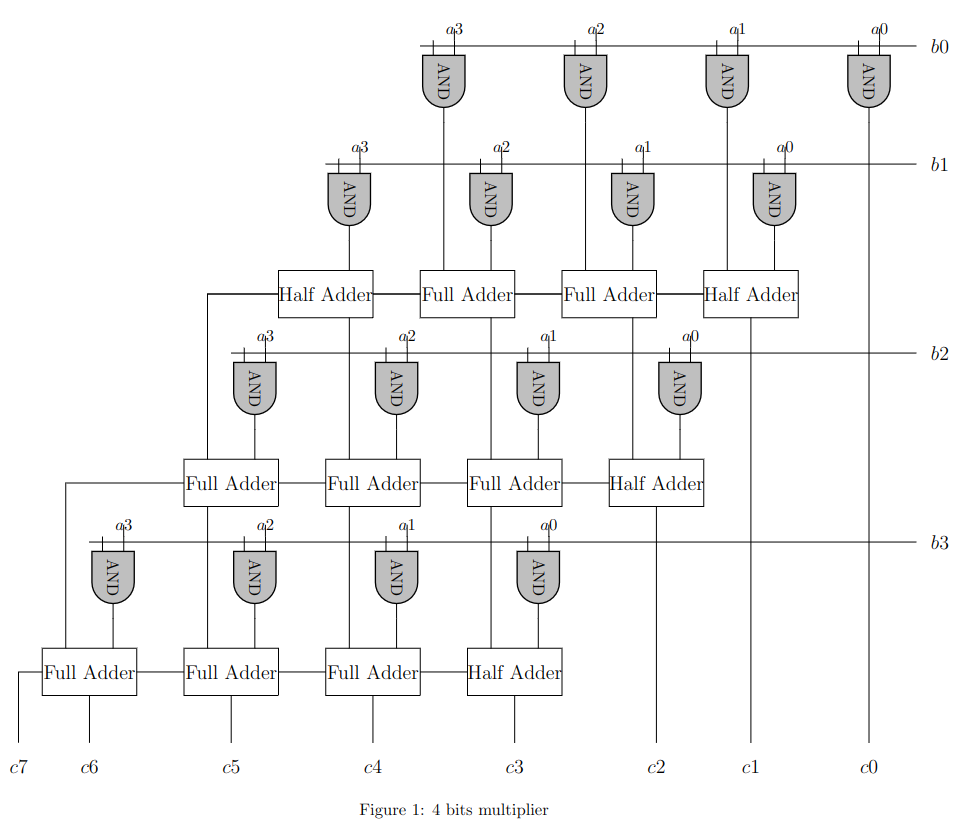 a3 a2 a1 a0
b0
AND AND AND AND
a3 a2 a1 a0
b1
AND AND AND AND
Half Adder Full Adder Full Adder Half Adder
a3 a2 a1 a0
b2
AND AND AND AND
Full Adder Full Adder Full Adder Half Adder
a3 a2 a1 a0
b3
AND AND AND AND
Full Adder Full Adder Full Adder Half Adder
c7 c6 c5 c4 c3 c2 c1 c0
Figure 1: 4 bits multiplier